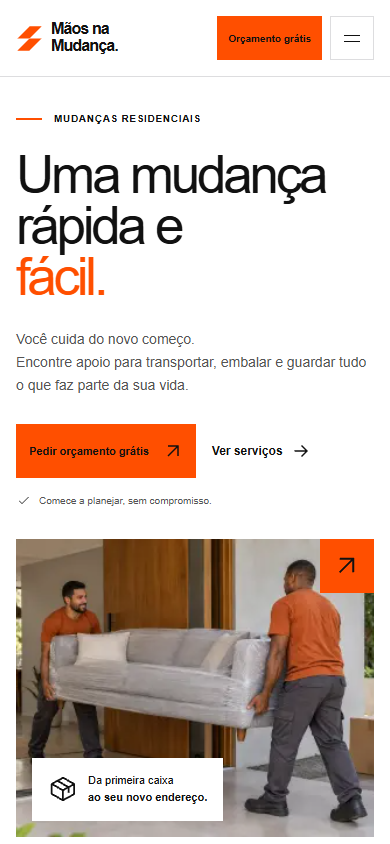 Mãos na
Mudança.
Orçamento grátis
MUDANÇAS RESIDENCIAIS
Uma mudança
rápida e
fácil.
Você cuida do novo começo.
Encontre apoio para transportar, embalar e guardar tudo
o que faz parte da sua vida.
Pedir orçamento grátis
Ver serviços
Comece a planejar, sem compromisso.
Da primeira caixa
ao seu novo endereço.